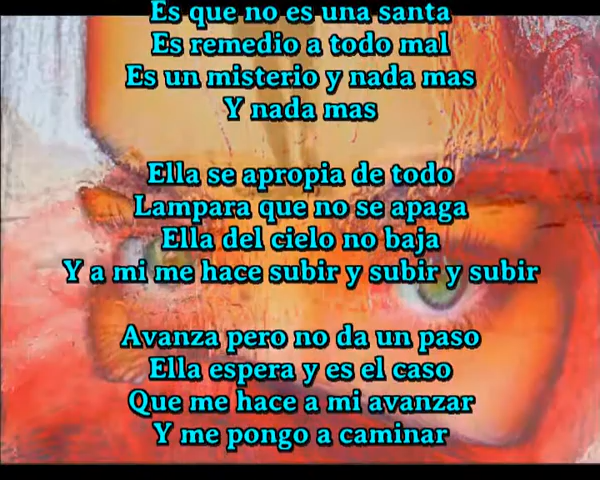 Es que no es una santa
Es remedio a todo mal
Es un misterio y nada mas
Y nada mas
Ella se apropia de todo
Lampara que no se apaga
Ella del cielo no baja
Y a mi me hace subir y subir y subir
Avanza pero no da un paso
Ella espera y es el caso
Que me hace a mi avanzar
Y me pongo a caminar